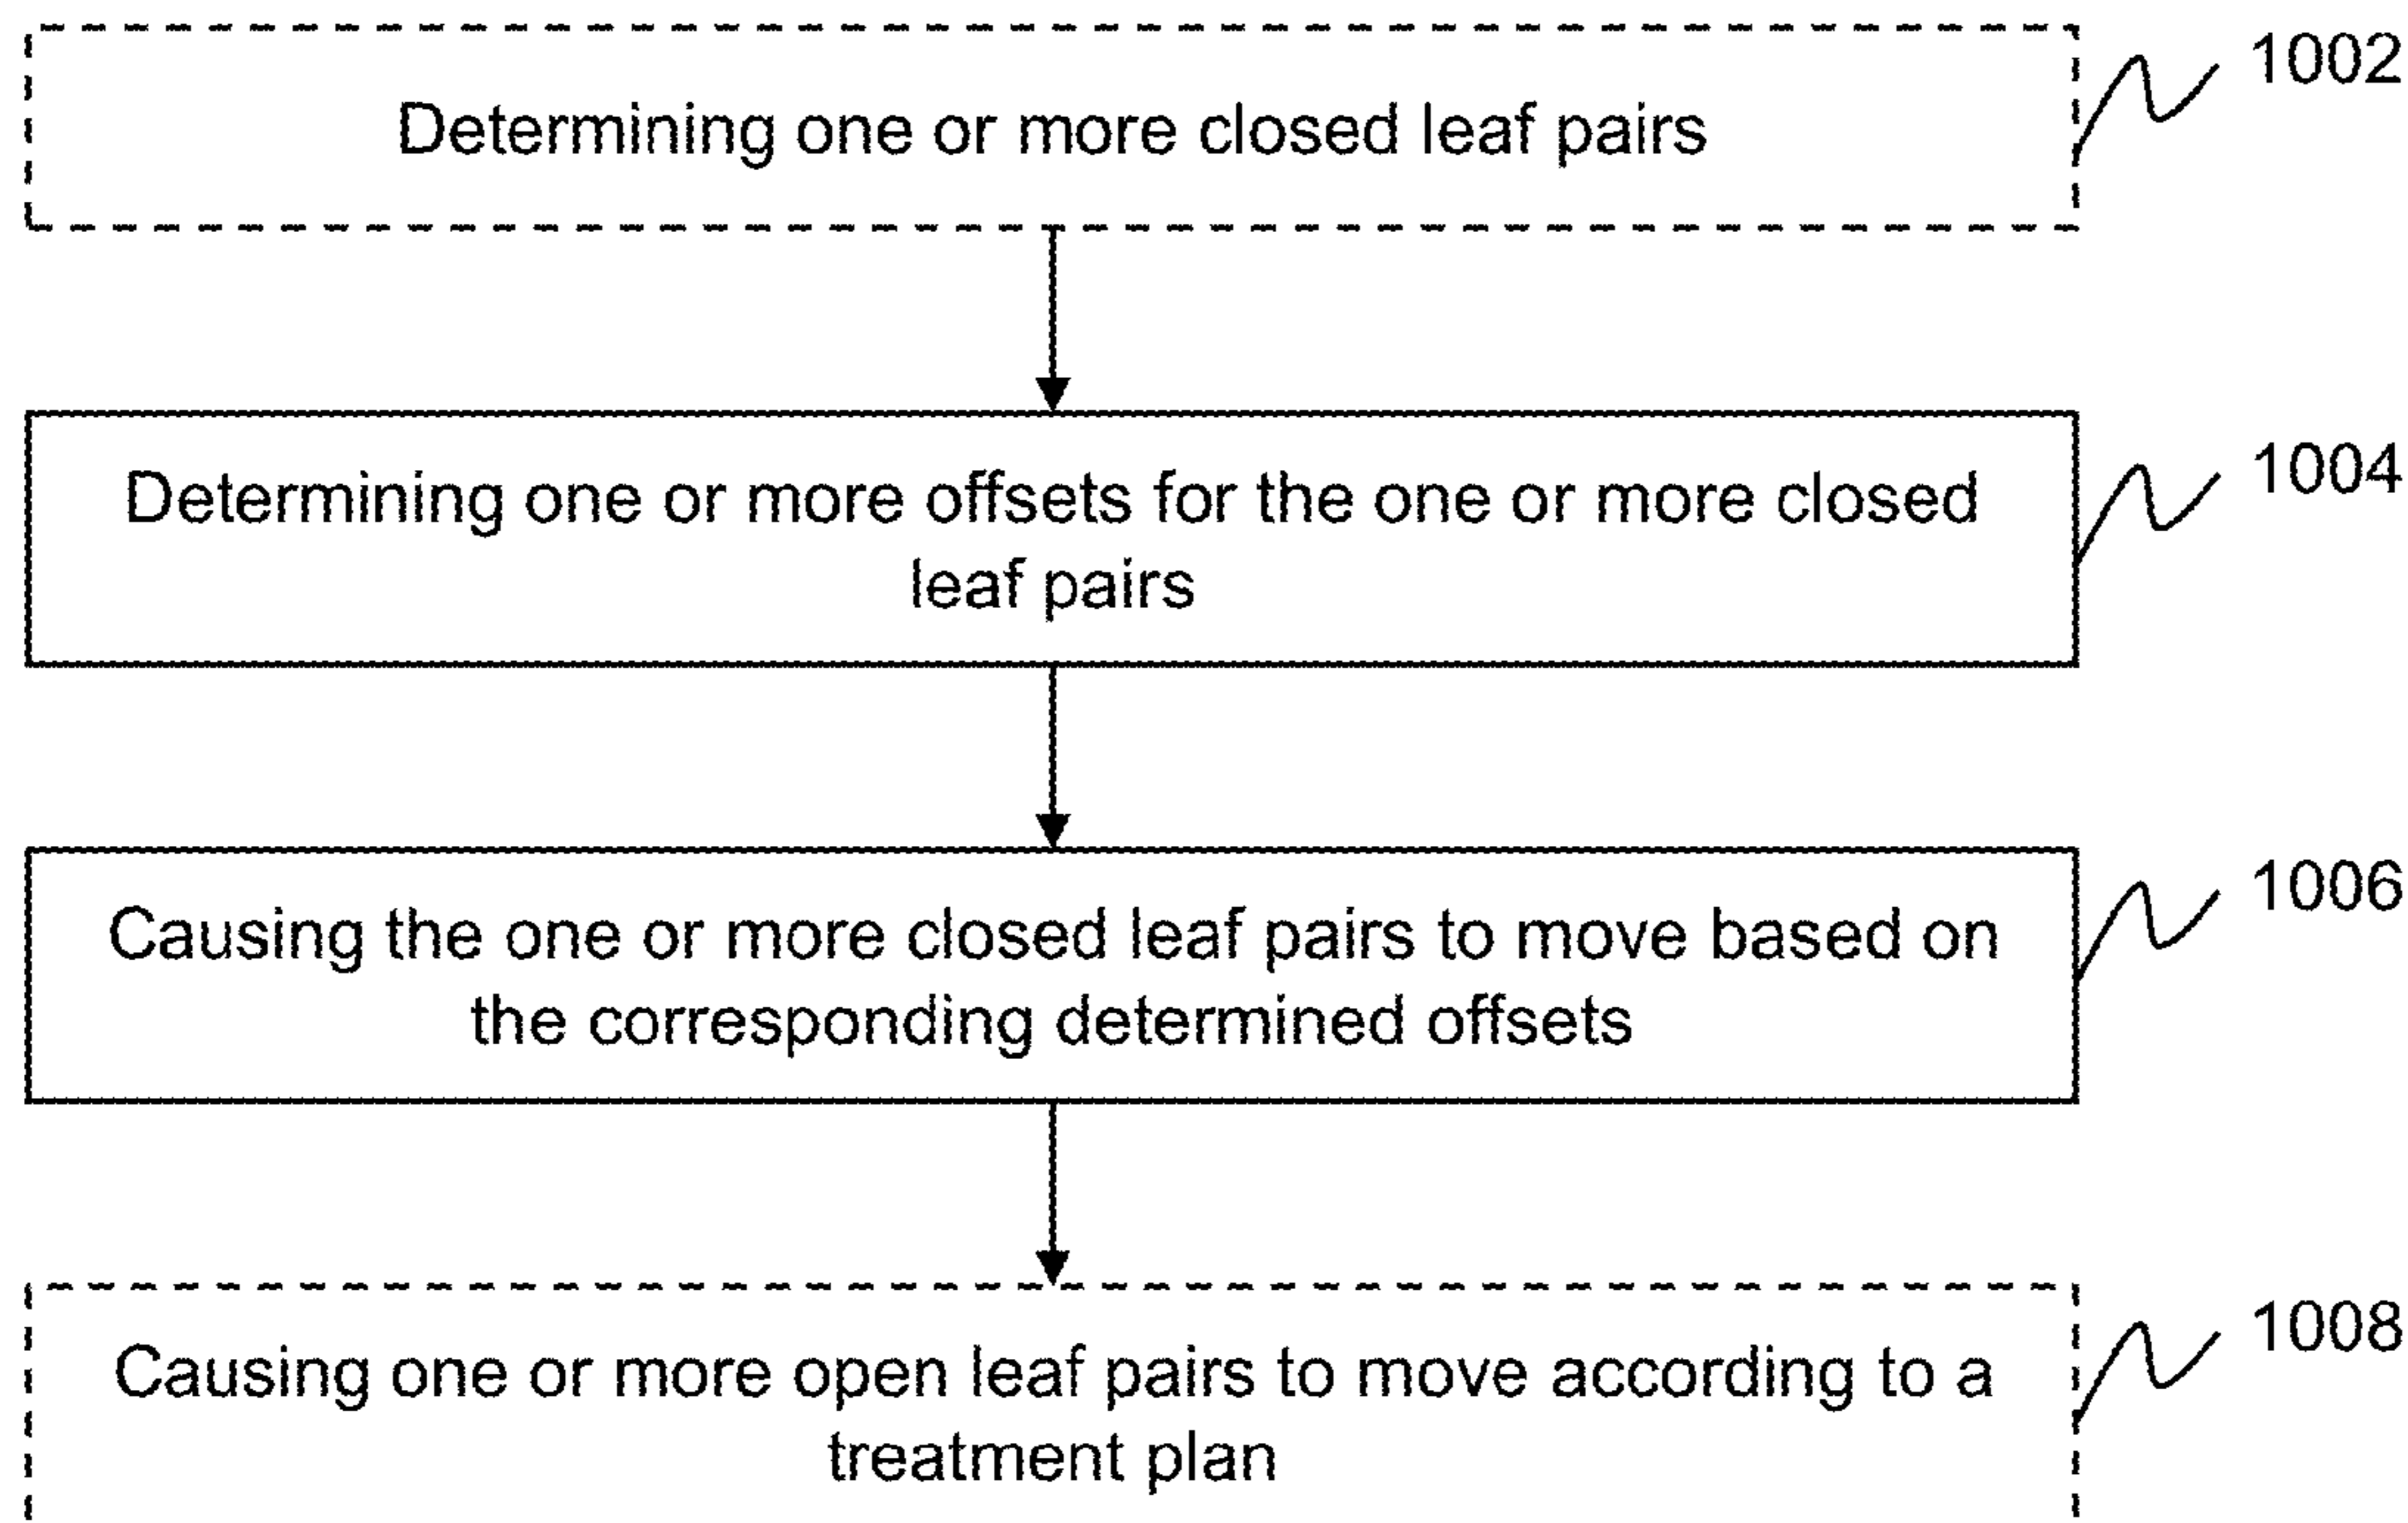 Determining one or more closed leaf pairs
1002
Determining one or more offsets for the one or more closed
leaf pairs
1004
Causing the one or more closed leaf pairs to move based on
the corresponding determined offsets
1006
Causing one or more open leaf pairs to move according to a
treatment plan
1008